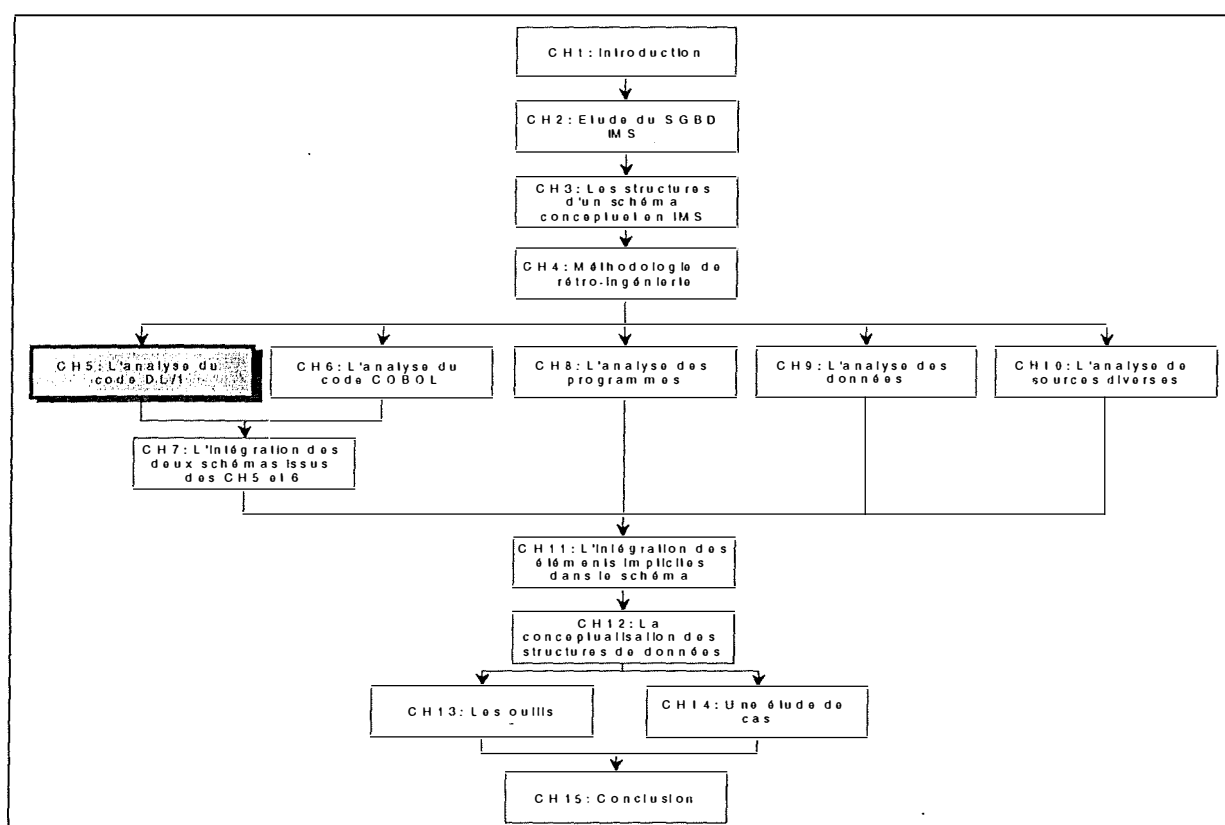 CH1: Introduction
CH2: Etude du SGBD
IMS
CH3: Les structures
d'un schéma
conceptuel en IMS
CH4: Méthodologie de
rétro-ingénierie
CH5: L'analyse du
code DL/1
CH6: L'analyse du
code COBOL
CH8: L'analyse des
programmes
CH9: L'analyse des
données
CH10: L'analyse de
sources diverses
CH7: L'intégration des
deux schémas issus
des CH5 et 6
CH11: L'intégration des
éléments implicites
dans le schéma
CH12: La
conceptualisation des
structures de données
CH13: Les outils
CH14: Une étude de
cas
CH15: Conclusion